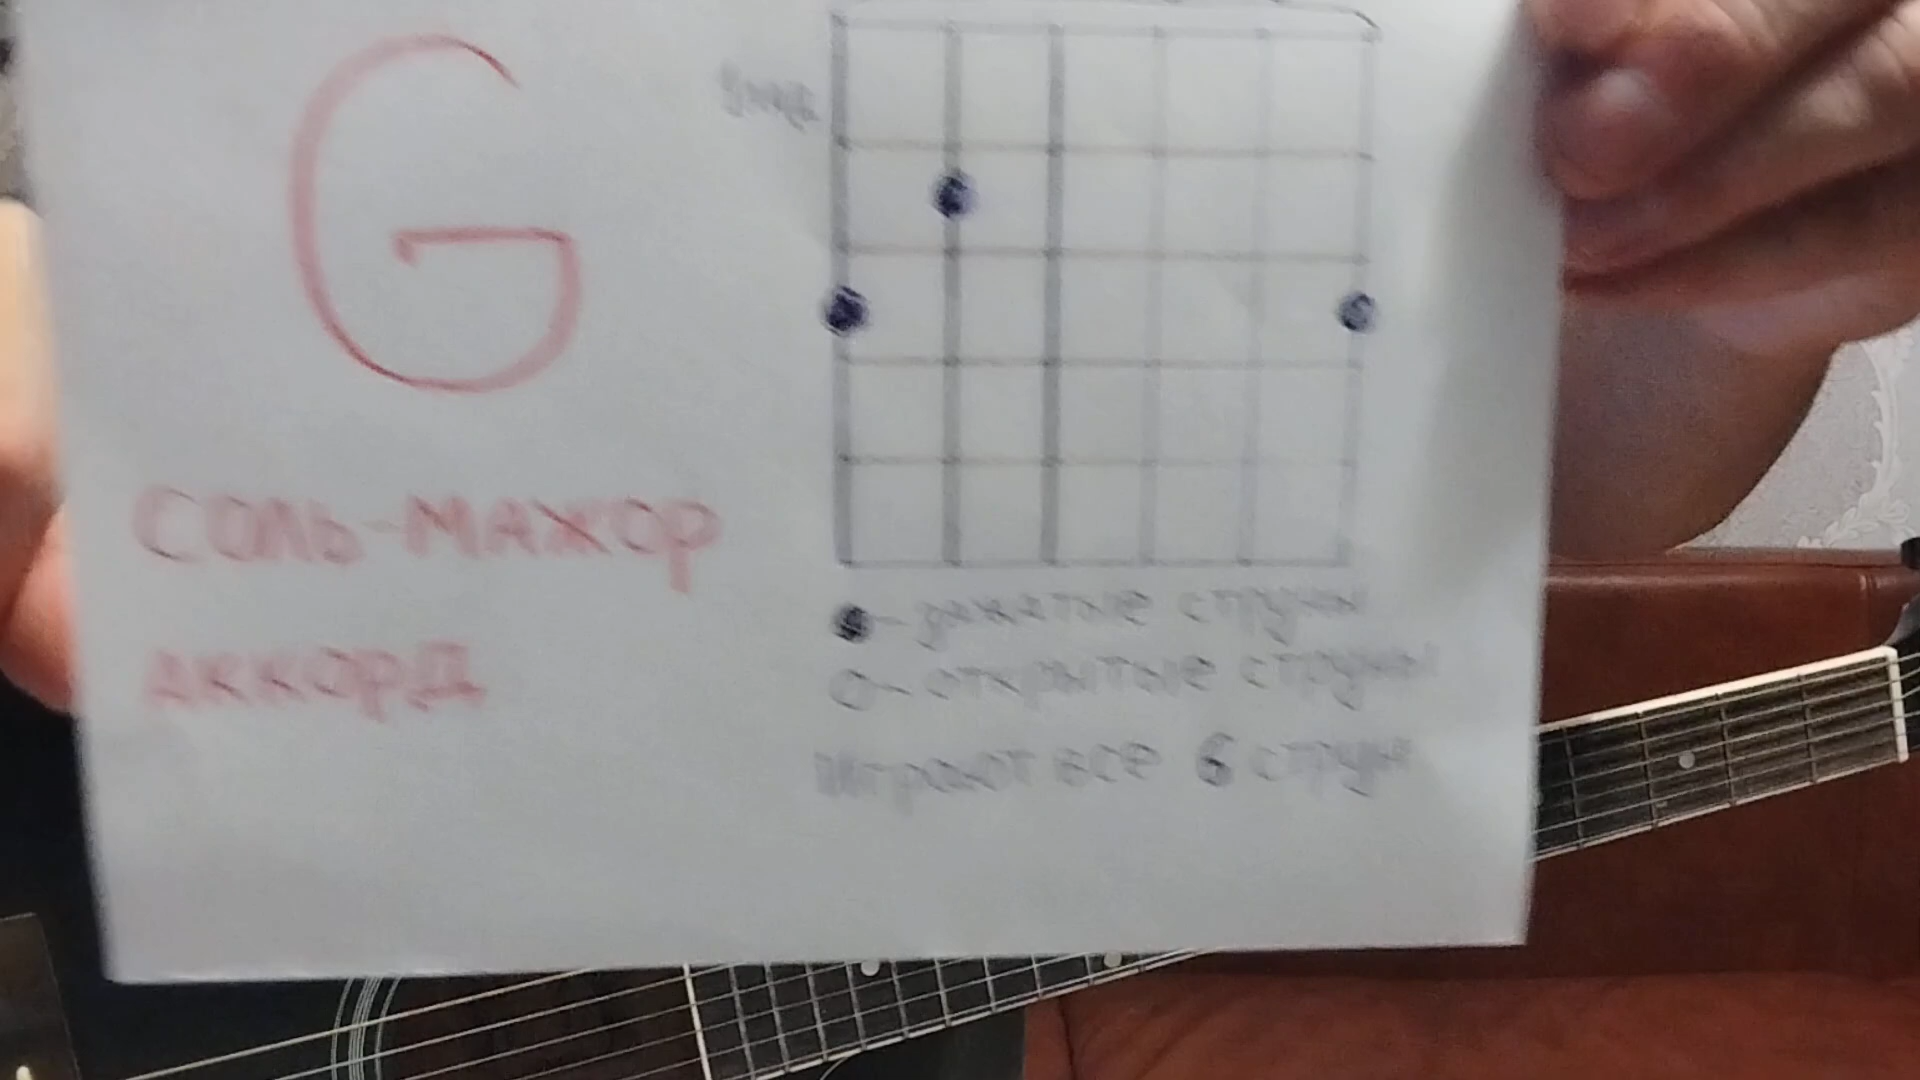 G
СОЛЬ-МАЖОР
АККОРД
1лад
●-зажатые струны
О-открытые струны
Играют все 6 струн